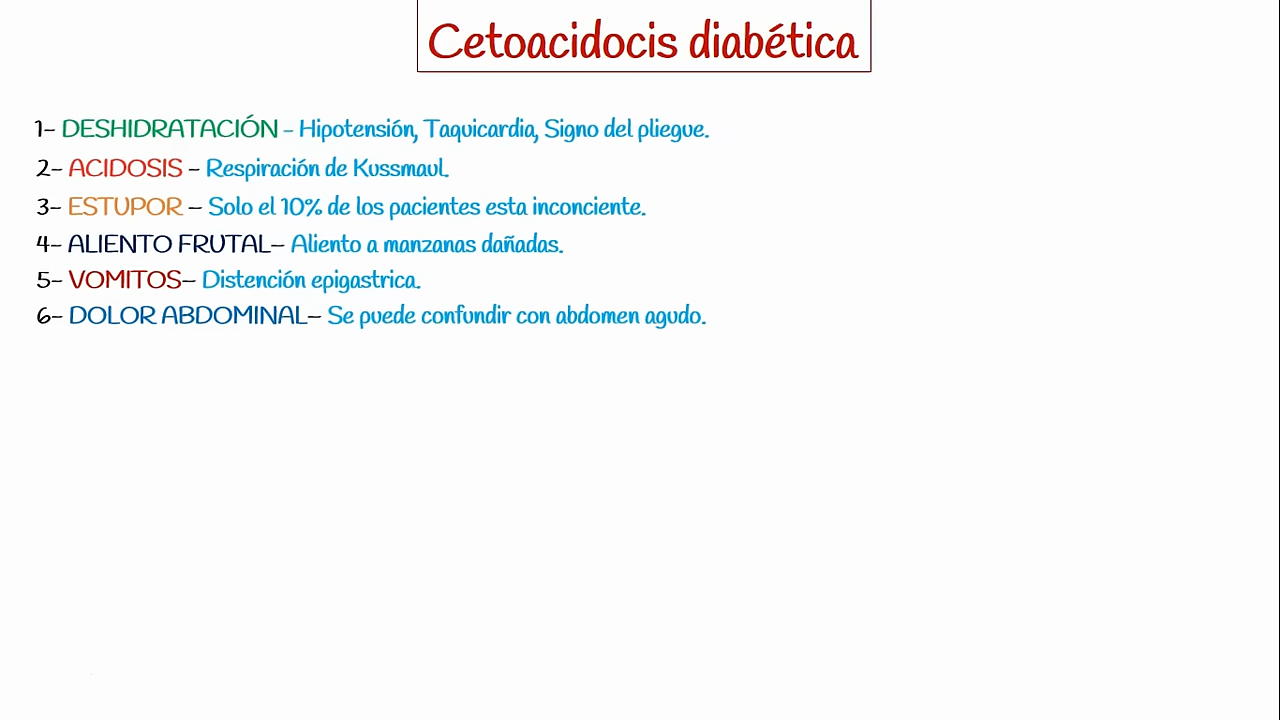 Cetoacidocis diabética
1- DESHIDRATACIÓN - Hipotensión, Taquicardia, Signo del pliegue.
2- ACIDOSIS - Respiración de Kussmaul.
3- ESTUPOR – Solo el 10% de los pacientes esta inconciente.
4- ALIENTO FRUTAL– Aliento a manzanas dañadas.
5- VOMITOS– Distención epigastrica.
6- DOLOR ABDOMINAL– Se puede confundir con abdomen agudo.